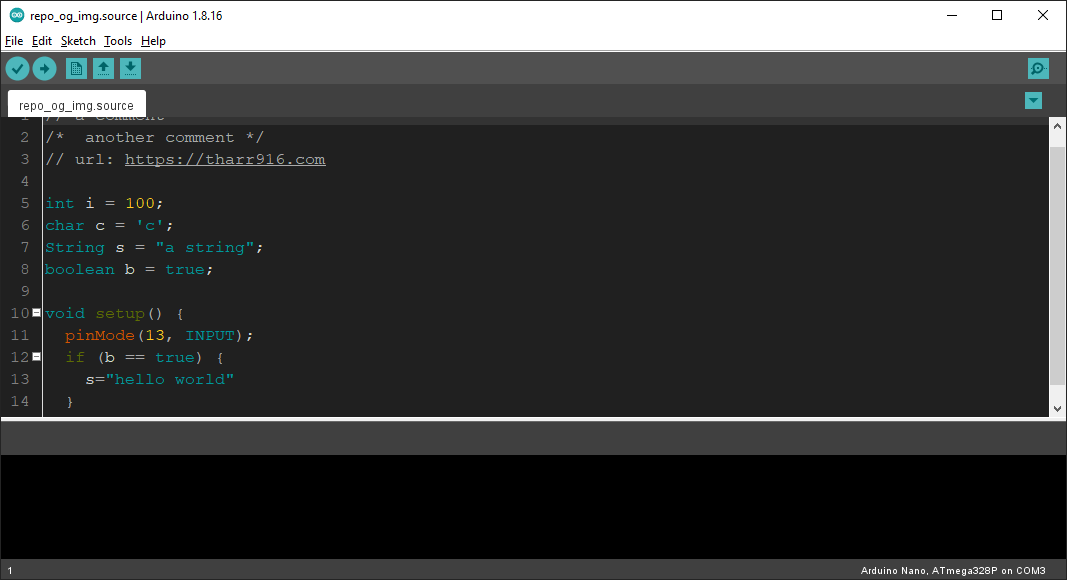 repo_og_img.source | Arduino 1.8.16
File Edit Sketch Tools Help
repo_og_img.source
1 // a comment
2 /*  another comment */
3 // url: https://tharr916.com
4
5 int i = 100;
6 char c = 'c';
7 String s = "a string";
8 boolean b = true;
9
10 void setup() {
11   pinMode(13, INPUT);
12   if (b == true) {
13     s="hello world"
14   }
1
Arduino Nano, ATmega328P on COM3